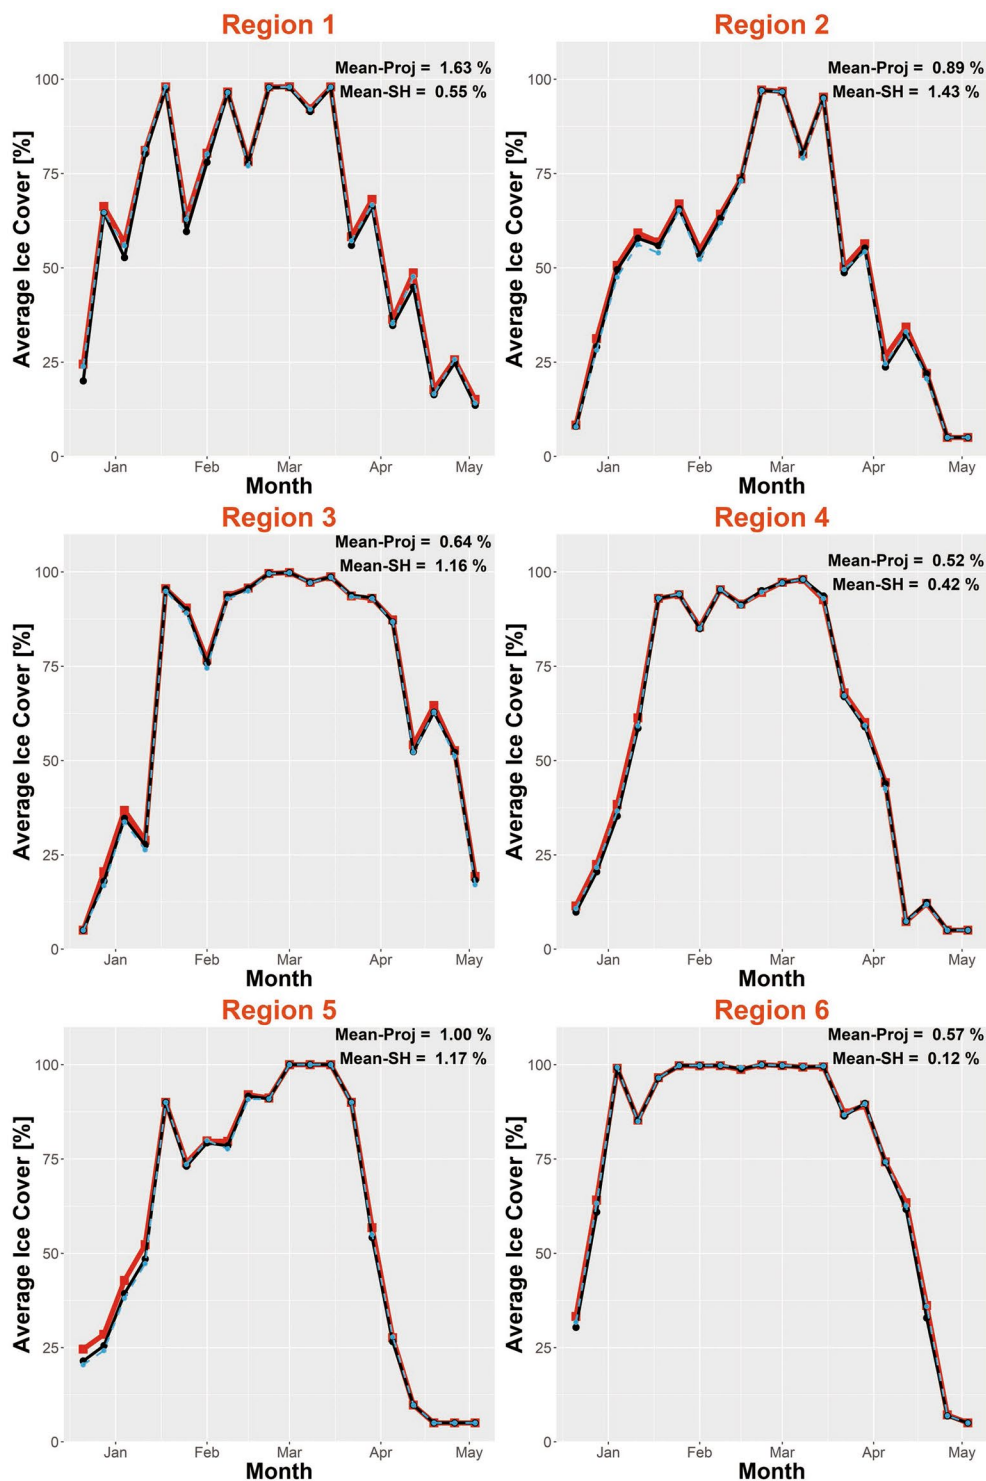 Region 1
Mean-Proj = 1.63 %
Mean-SH = 0.55 %
Average Ice Cover [%]
100
75
50
25
0
Jan Feb Mar Apr May
Month
Region 2
Mean-Proj = 0.89 %
Mean-SH = 1.43 %
Average Ice Cover [%]
100
75
50
25
0
Jan Feb Mar Apr May
Month
Region 3
Mean-Proj = 0.64 %
Mean-SH = 1.16 %
Average Ice Cover [%]
100
75
50
25
0
Jan Feb Mar Apr May
Month
Region 4
Mean-Proj = 0.52 %
Mean-SH = 0.42 %
Average Ice Cover [%]
100
75
50
25
0
Jan Feb Mar Apr May
Month
Region 5
Mean-Proj = 1.00 %
Mean-SH = 1.17 %
Average Ice Cover [%]
100
75
50
25
0
Jan Feb Mar Apr May
Month
Region 6
Mean-Proj = 0.57 %
Mean-SH = 0.12 %
Average Ice Cover [%]
100
75
50
25
0
Jan Feb Mar Apr May
Month